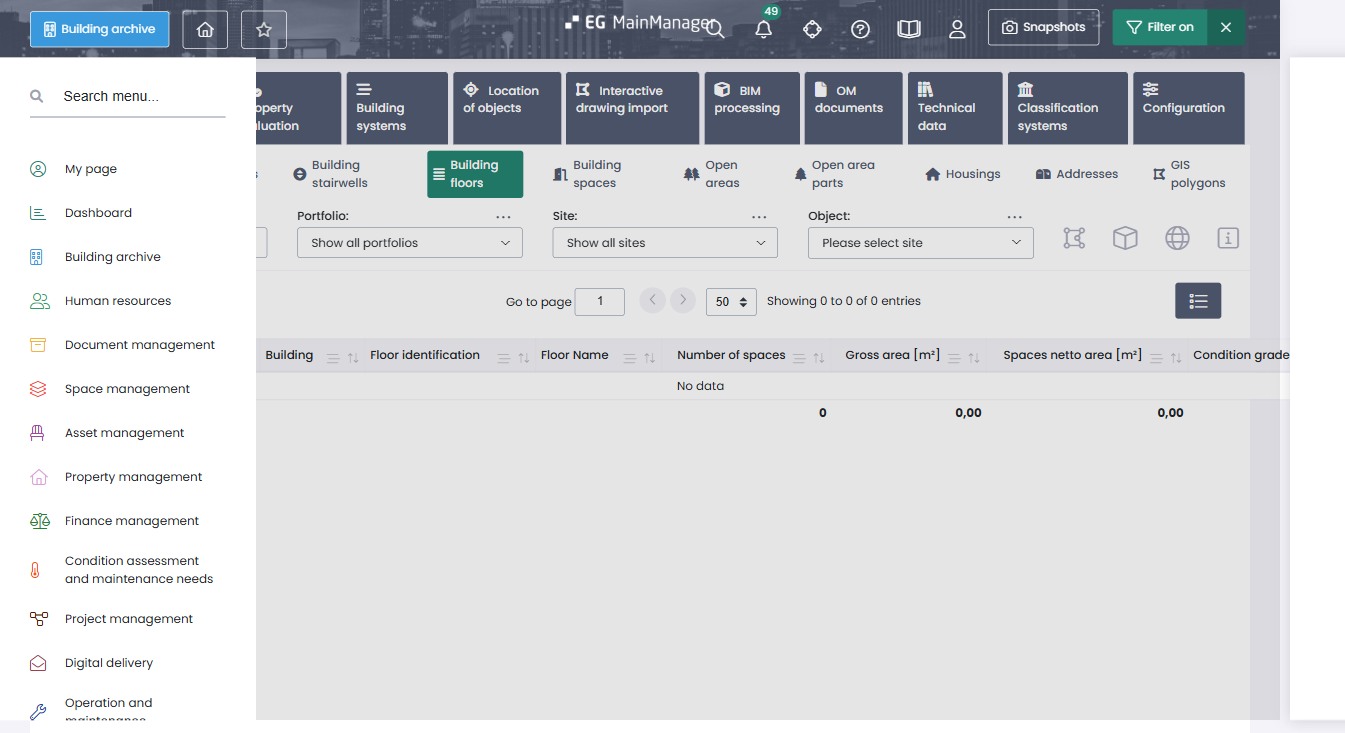 Building archive
EG MainManager
49
Snapshots
Filter on
Search menu...
My page
Dashboard
Building archive
Human resources
Document management
Space management
Asset management
Property management
Finance management
Condition assessment
and maintenance needs
Project management
Digital delivery
Operation and
maintenance
operty
luation
Building
systems
Location
of objects
Interactive
drawing import
BIM
processing
OM
documents
Technical
data
Classification
systems
Configuration
s
Building
stairwells
Building
floors
Building
spaces
Open
areas
Open area
parts
Housings
Addresses
GIS
polygons
Portfolio:
Site:
Object:
Show all portfolios
Show all sites
Please select site
Go to page 1
50
Showing 0 to 0 of 0 entries
Building Floor identification Floor Name Number of spaces Gross area [m²] Spaces netto area [m²] Condition grade
No data
0 0,00 0,00